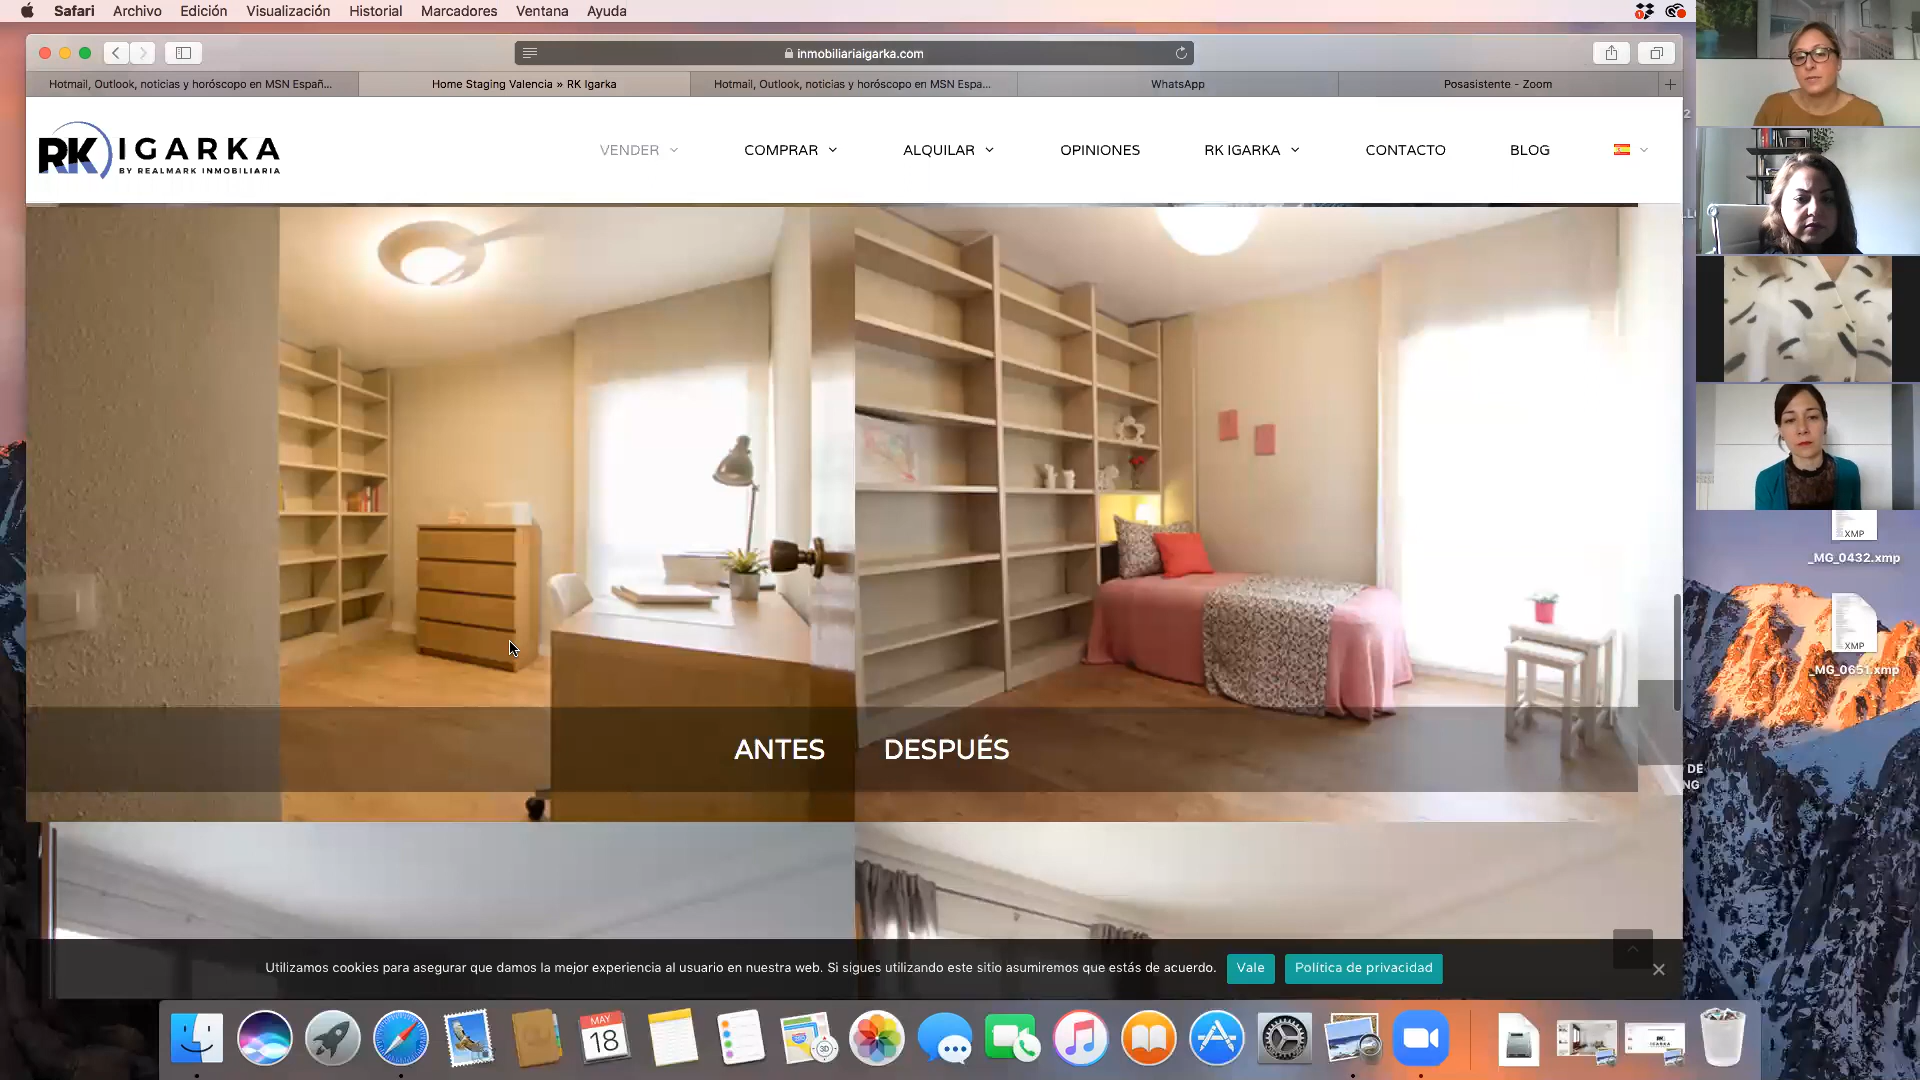 Safari Archivo Edición Visualización Historial Marcadores Ventana Ayuda
inmobiliariaigarka.com
Hotmail, Outlook, noticias y horóscopo en MSN Españ...
Home Staging Valencia » RK Igarka
Hotmail, Outlook, noticias y horóscopo en MSN Espa...
WhatsApp
Posasistente - Zoom
RK IGARKA
BY REALMARK INMOBILIARIA
VENDER COMPRAR ALQUILAR OPINIONES RK IGARKA CONTACTO BLOG
ANTES DESPUÉS
XMP
_MG_0432.xmp
XMP
_MG_0651.xmp
DE
NG
Utilizamos cookies para asegurar que damos la mejor experiencia al usuario en nuestra web. Si sigues utilizando este sitio asumiremos que estás de acuerdo. Vale Política de privacidad
MAY
18
3D